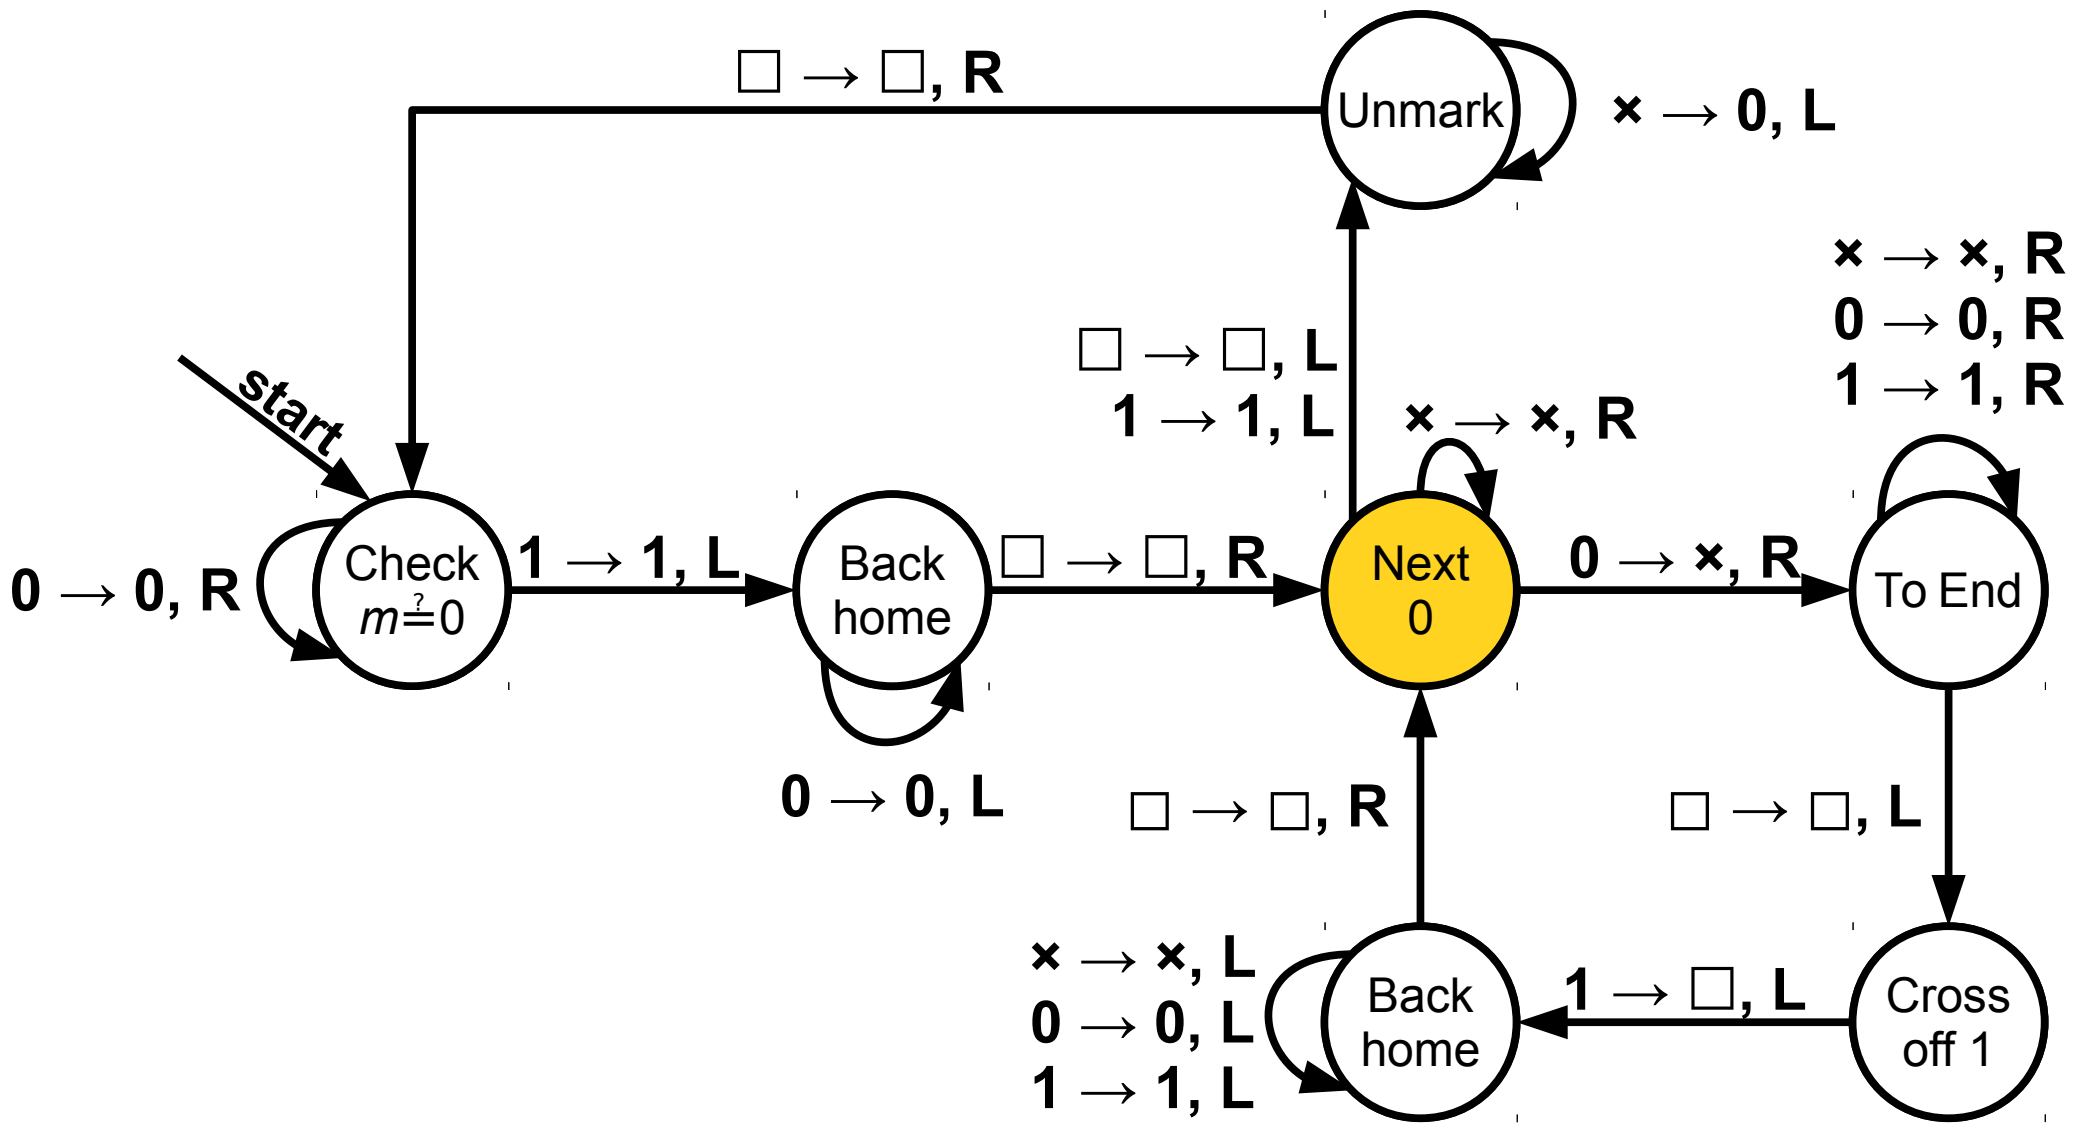 □ → □, R
Unmark
× → 0, L
× → ×, R
0 → 0, R
1 → 1, R
□ → □, L
1 → 1, L
× → ×, R
start
0 → 0, R
Check
m ≟ 0
1 → 1, L
Back
home
□ → □, R
Next
0
0 → ×, R
To End
0 → 0, L
□ → □, R
□ → □, L
× → ×, L
0 → 0, L
1 → 1, L
Back
home
1 → □, L
Cross
off 1